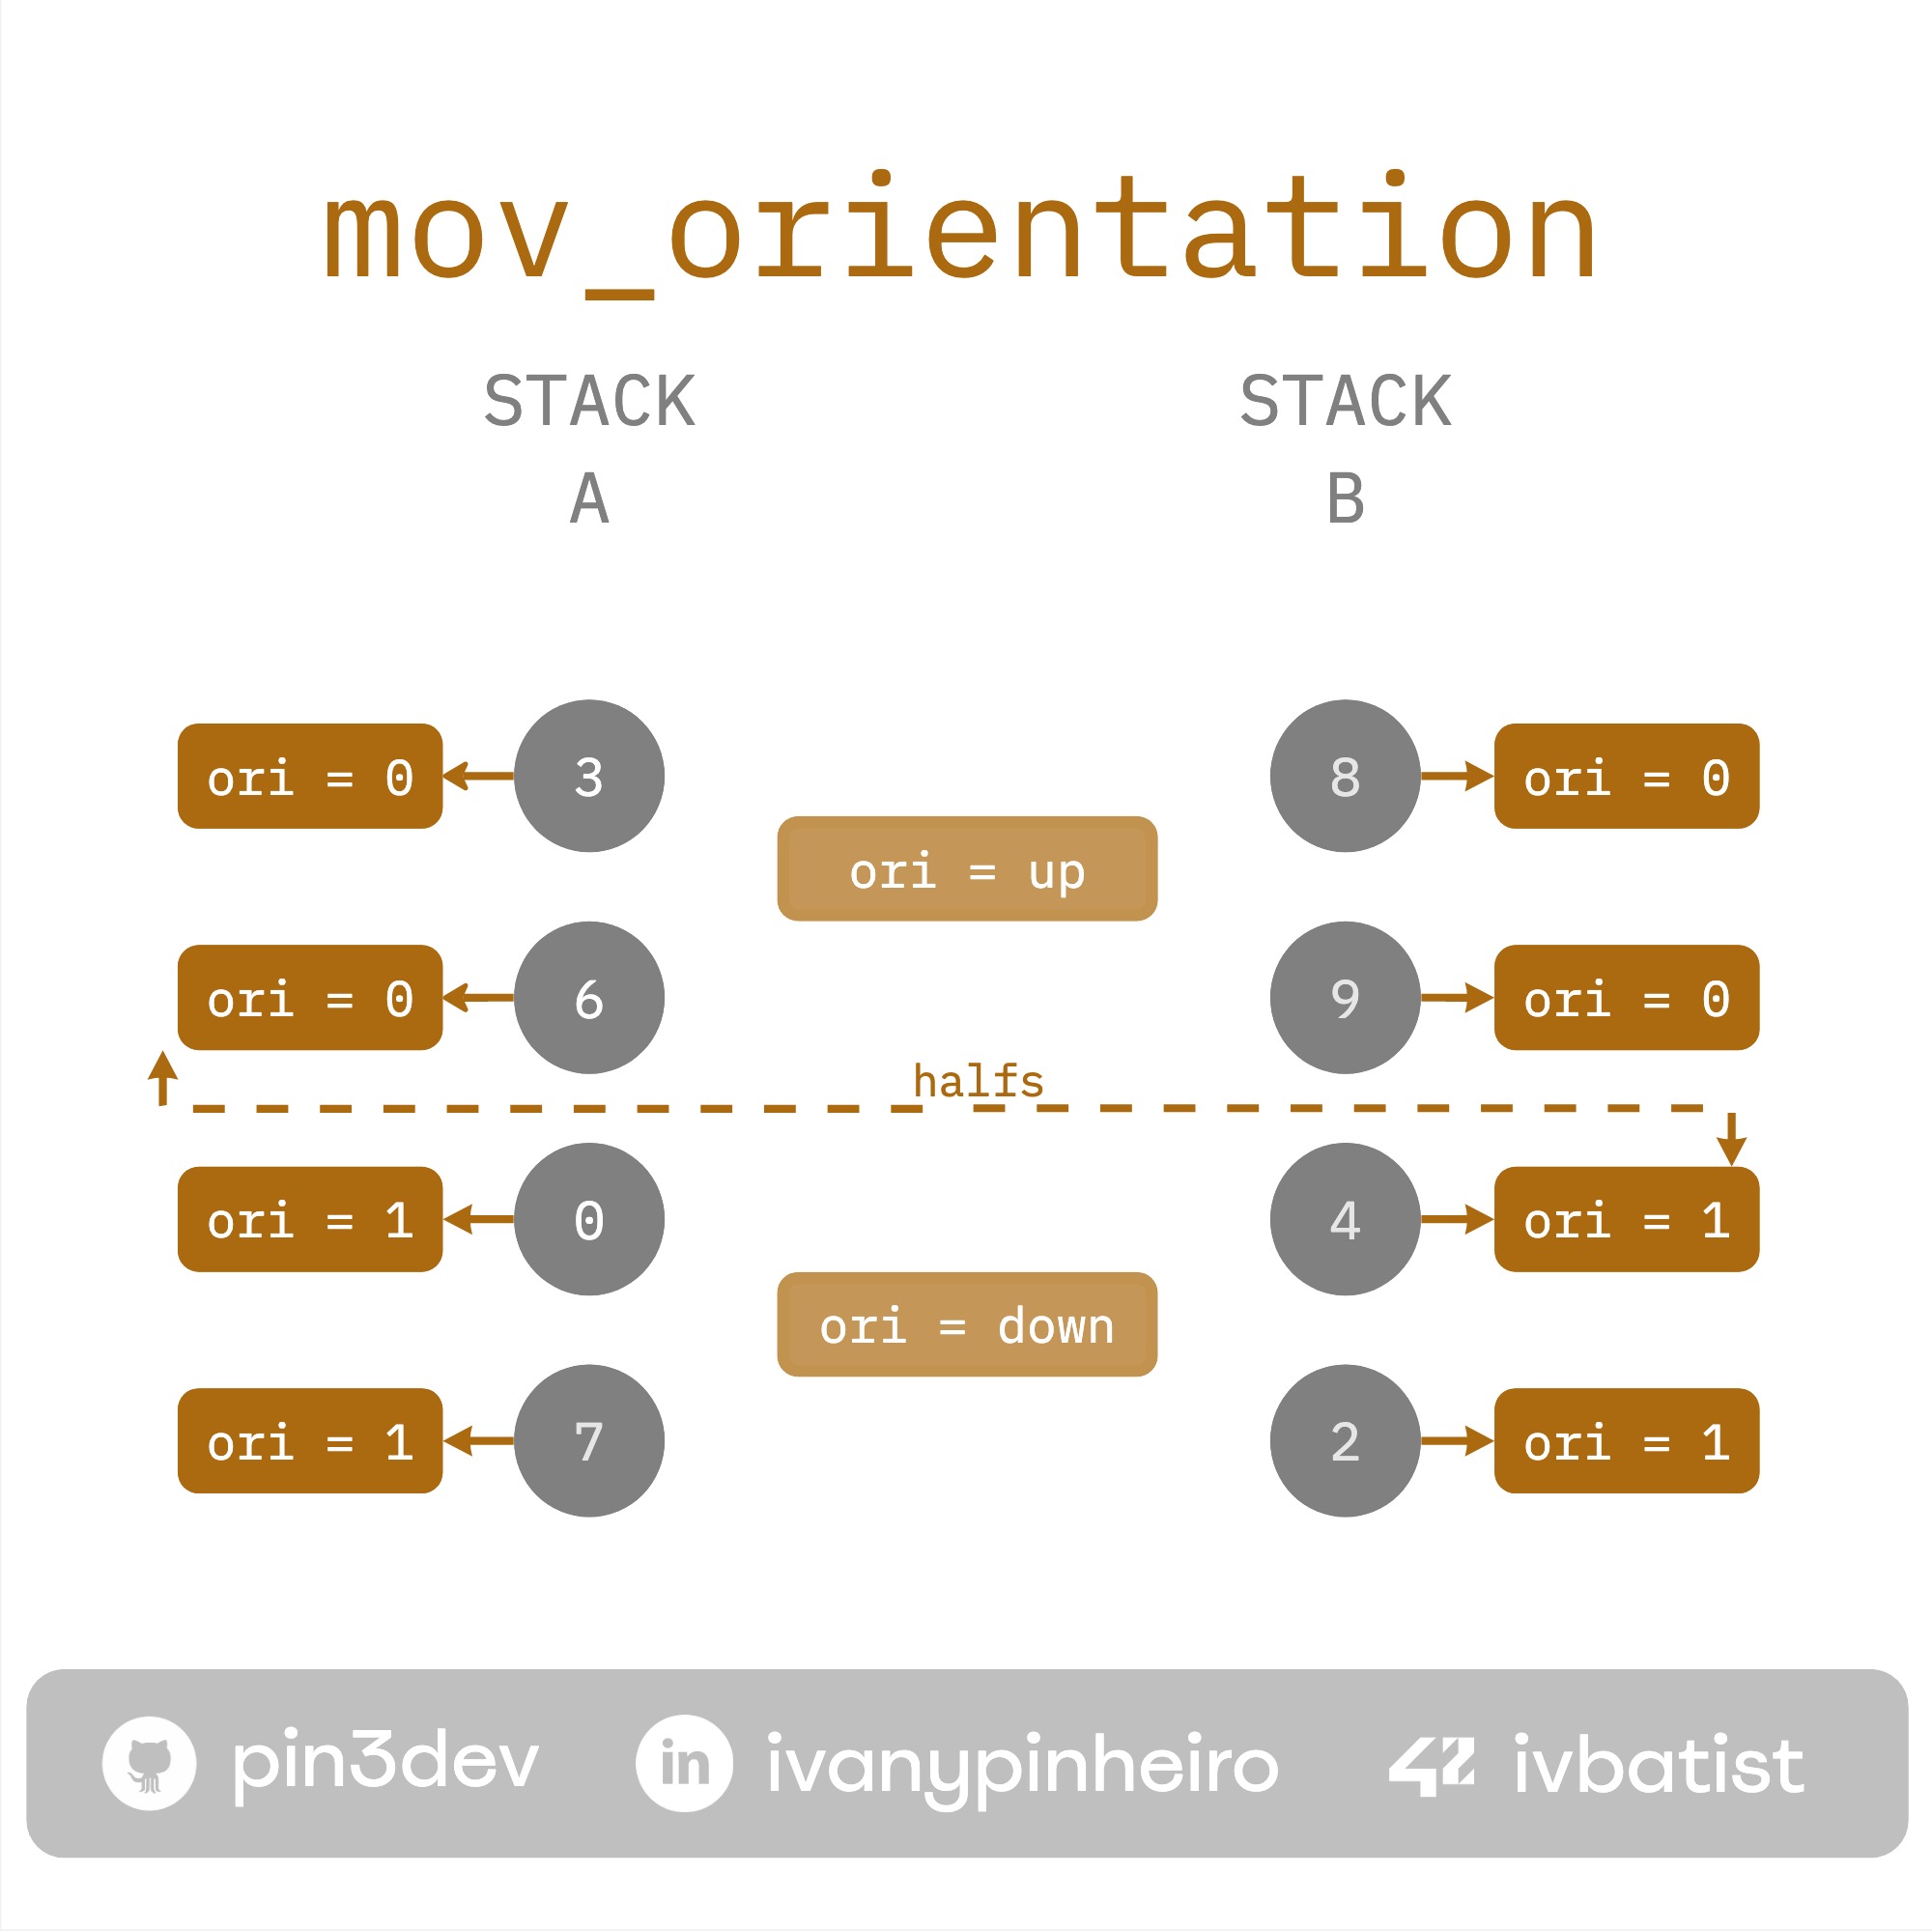 mov_orientation
STACK
A
STACK
B
ori = 0
3
8
ori = 0
ori = up
ori = 0
6
9
ori = 0
halfs
ori = 1
0
4
ori = 1
ori = down
ori = 1
7
2
ori = 1
pin3dev
in
ivanypinheiro
42
ivbatist